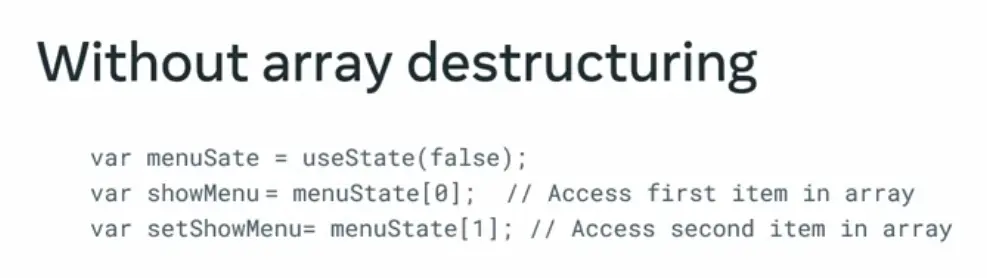 Without array destructuring
var menuSate = useState(false);
var showMenu = menuState[0];  // Access first item in array
var setShowMenu= menuState[1]; // Access second item in array